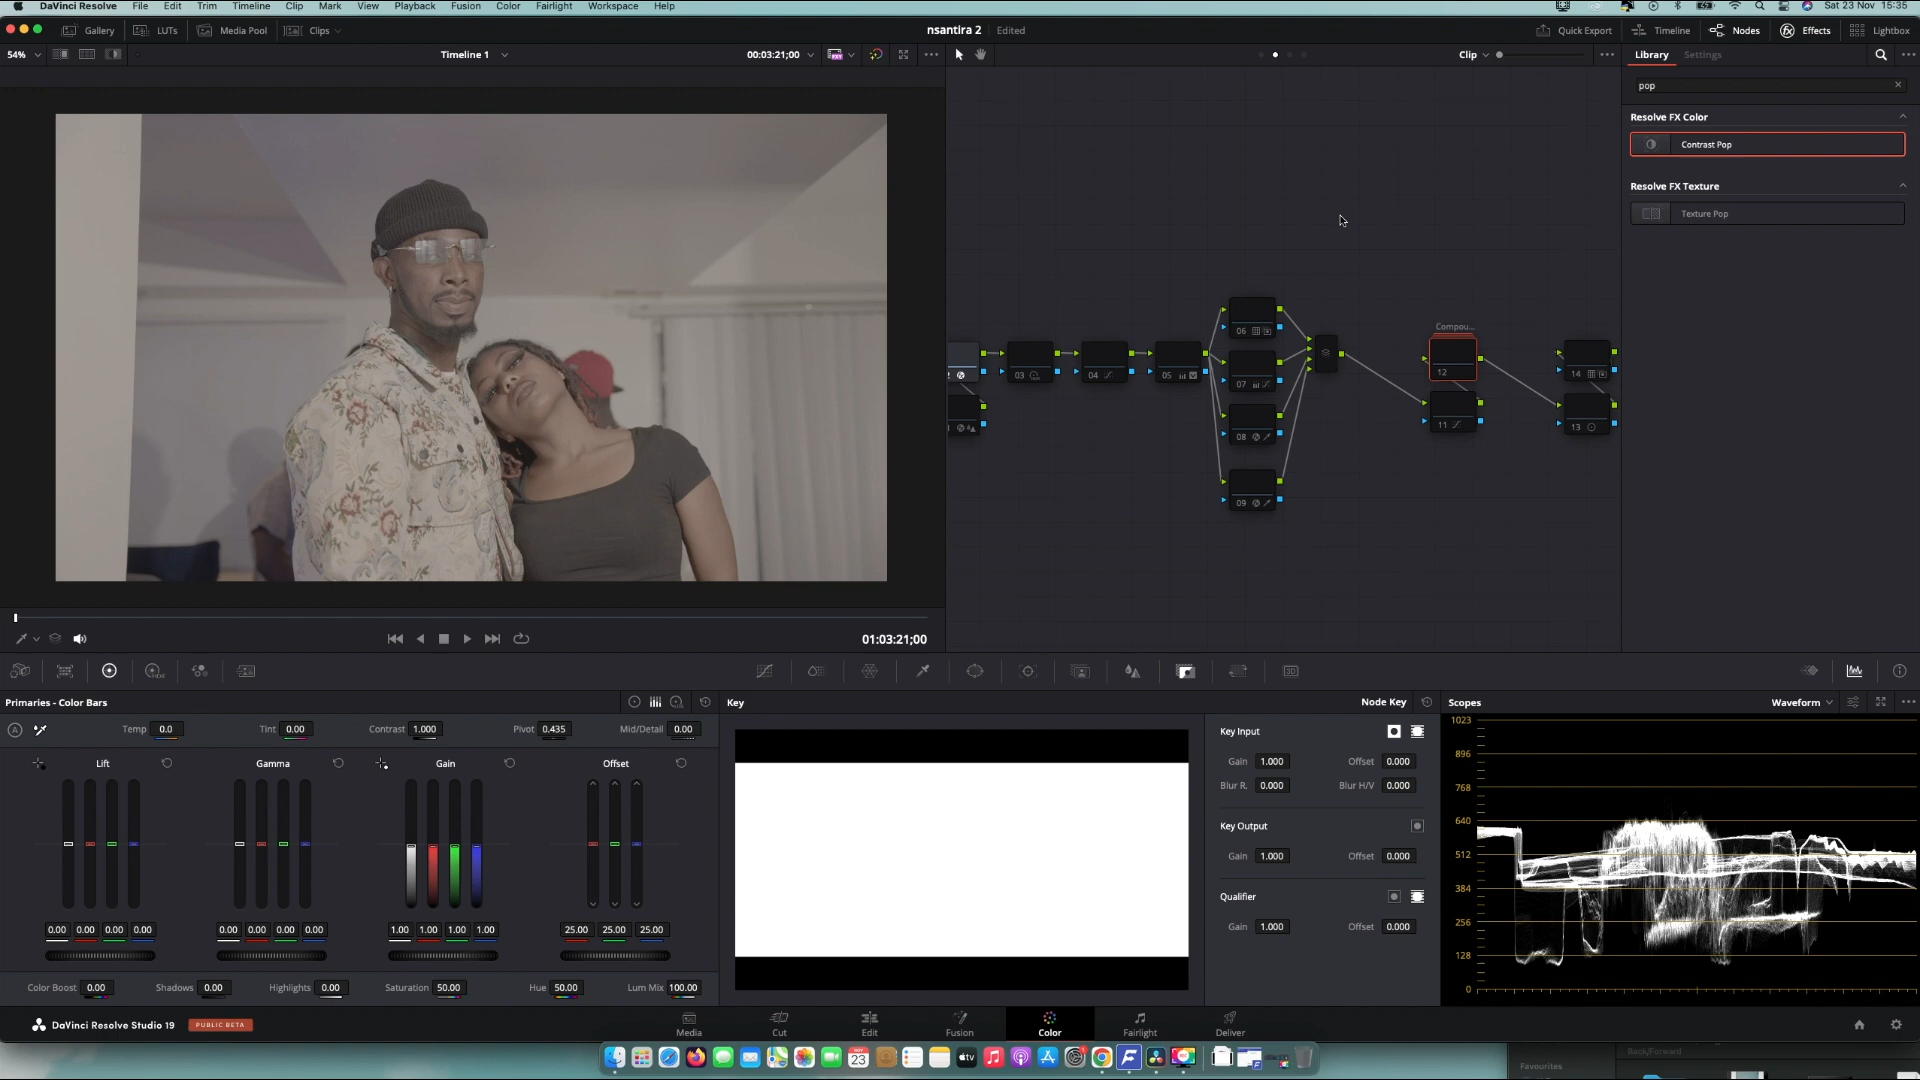 DaVinci Resolve File Edit Trim Timeline Clip Mark View Playback Fusion Color Fairlight Workspace Help Sat 23 Nov 15:35
Gallery LUTs Media Pool Clips nsantira 2 Edited Quick Export Timeline Nodes Effects Lightbox
54% Timeline 1 00:03:21;00 Clip Library Settings
pop
Resolve FX Color
Contrast Pop
Resolve FX Texture
Texture Pop
Compou...
06
2 03 04 05 07 12 14
08 11 13
09
01:03:21;00
Primaries - Color Bars Key Node Key Scopes Waveform
Temp 0.0 Tint 0.00 Contrast 1.000 Pivot 0.435 Mid/Detail 0.00
Lift Gamma Gain Offset
0.00 0.00 0.00 0.00 0.00 0.00 0.00 0.00 1.00 1.00 1.00 1.00 25.00 25.00 25.00
Color Boost 0.00 Shadows 0.00 Highlights 0.00 Saturation 50.00 Hue 50.00 Lum Mix 100.00
Key Input
Gain 1.000 Offset 0.000
Blur R. 0.000 Blur H/V 0.000
Key Output
Gain 1.000 Offset 0.000
Qualifier
Gain 1.000 Offset 0.000
1023
896
768
640
512
384
256
128
0
DaVinci Resolve Studio 19 PUBLIC BETA
Media Cut Edit Fusion Color Fairlight Deliver
NOV
23
tv
Back/Forward
Favourites